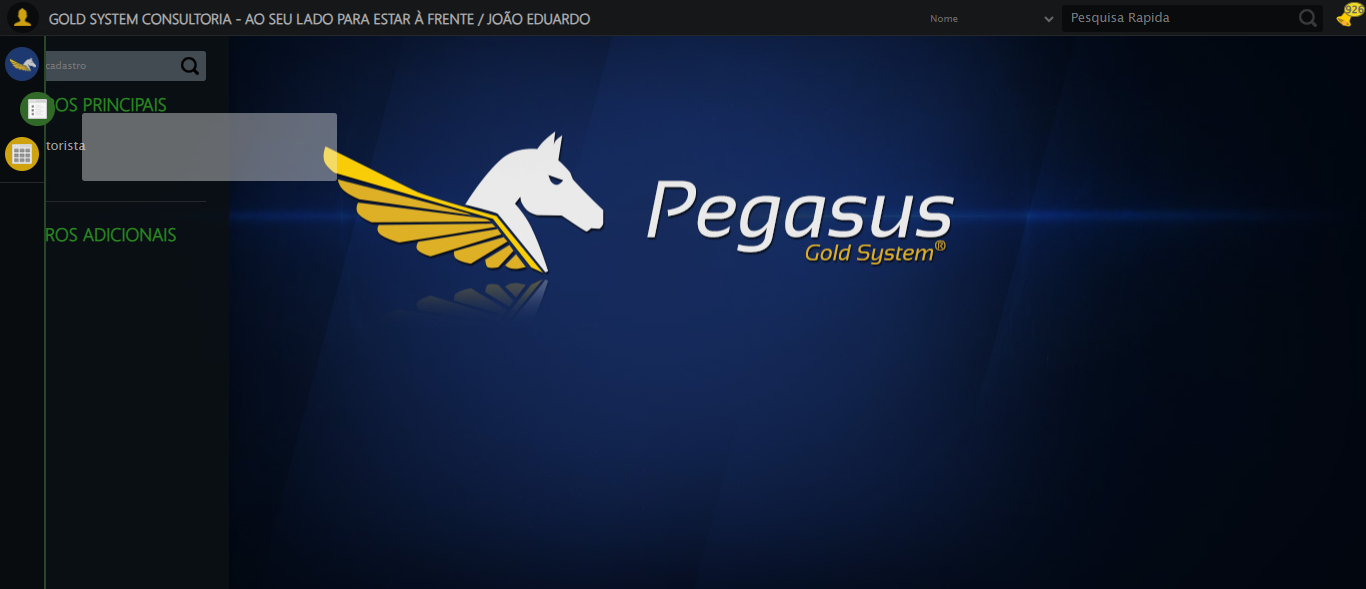 GOLD SYSTEM CONSULTORIA - AO SEU LADO PARA ESTAR À FRENTE / JOÃO EDUARDO
Nome
Pesquisa Rapida
926
cadastro
OS PRINCIPAIS
torista
ROS ADICIONAIS
Pegasus
Gold System®